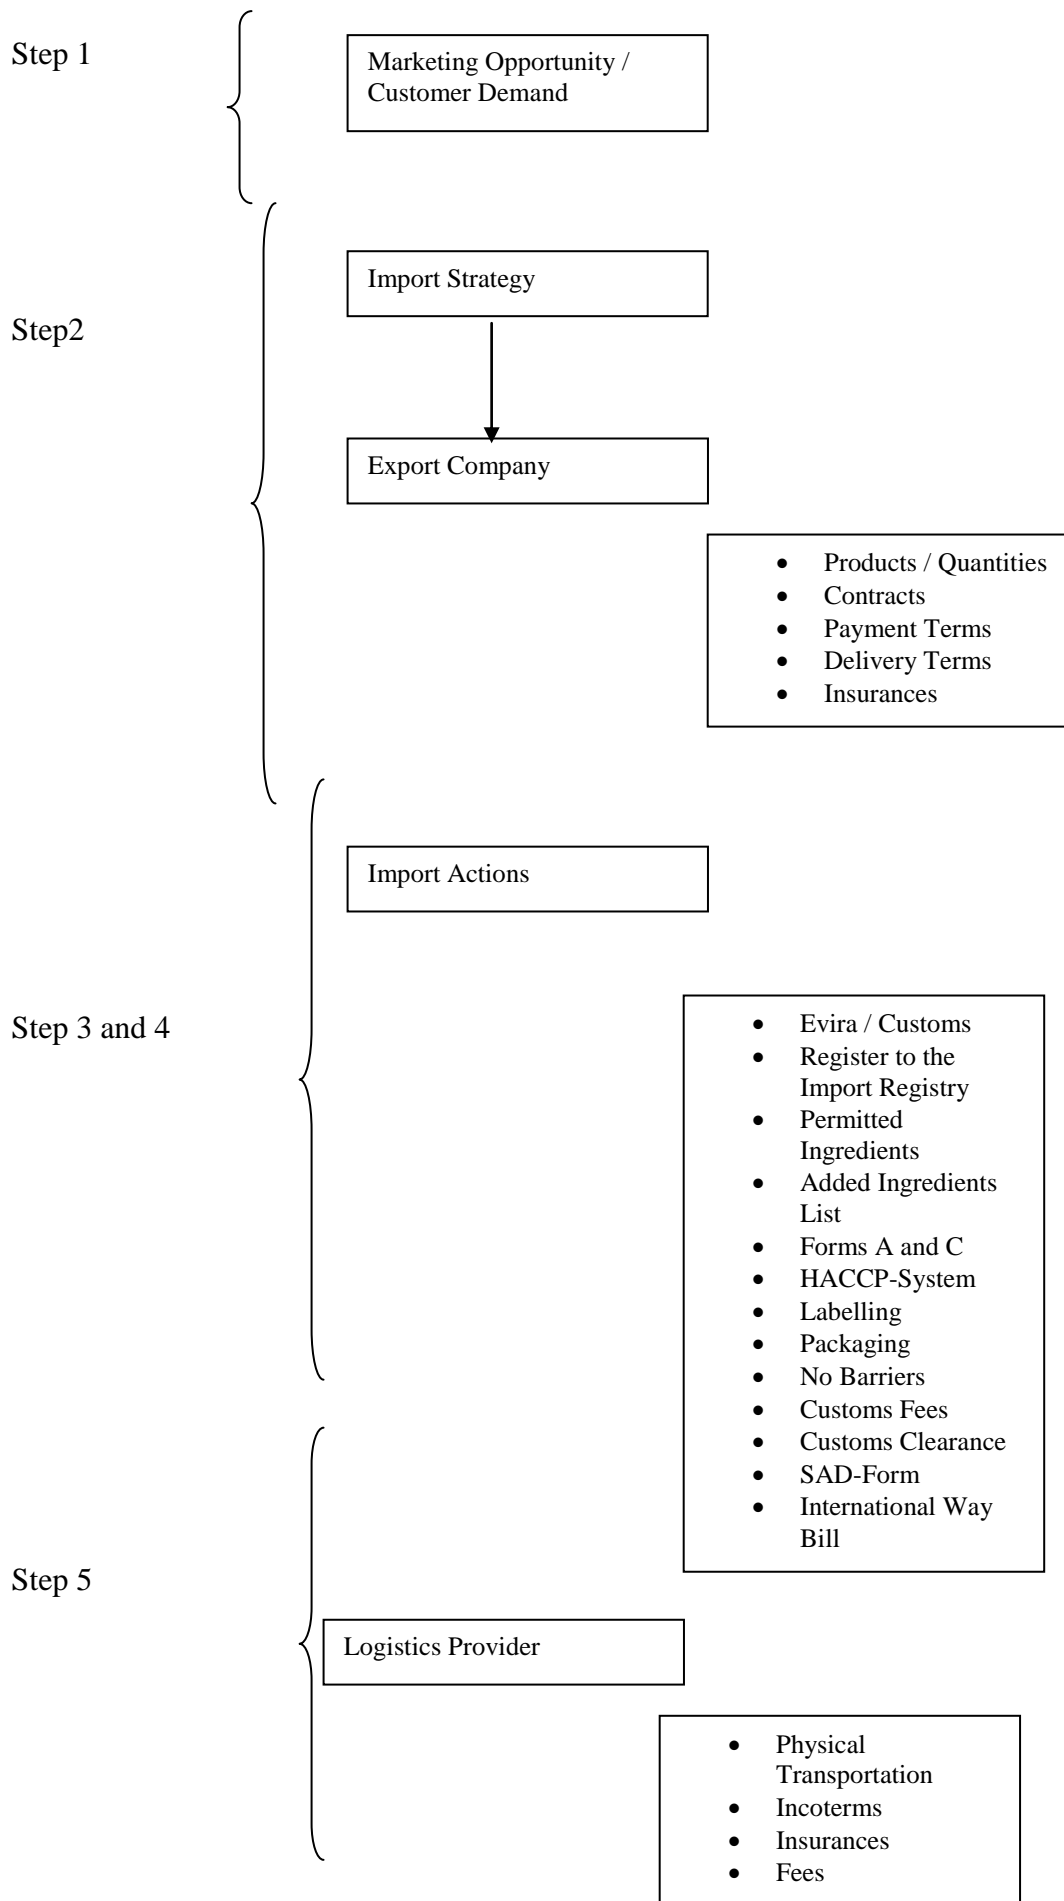 Step 1
Marketing Opportunity /
Customer Demand
Import Strategy
Step2
Export Company
• Products / Quantities
• Contracts
• Payment Terms
• Delivery Terms
• Insurances
Import Actions
Step 3 and 4
• Evira / Customs
• Register to the
Import Registry
• Permitted
Ingredients
• Added Ingredients
List
• Forms A and C
• HACCP-System
• Labelling
• Packaging
• No Barriers
• Customs Fees
• Customs Clearance
• SAD-Form
• International Way
Bill
Step 5
Logistics Provider
• Physical
Transportation
• Incoterms
• Insurances
• Fees